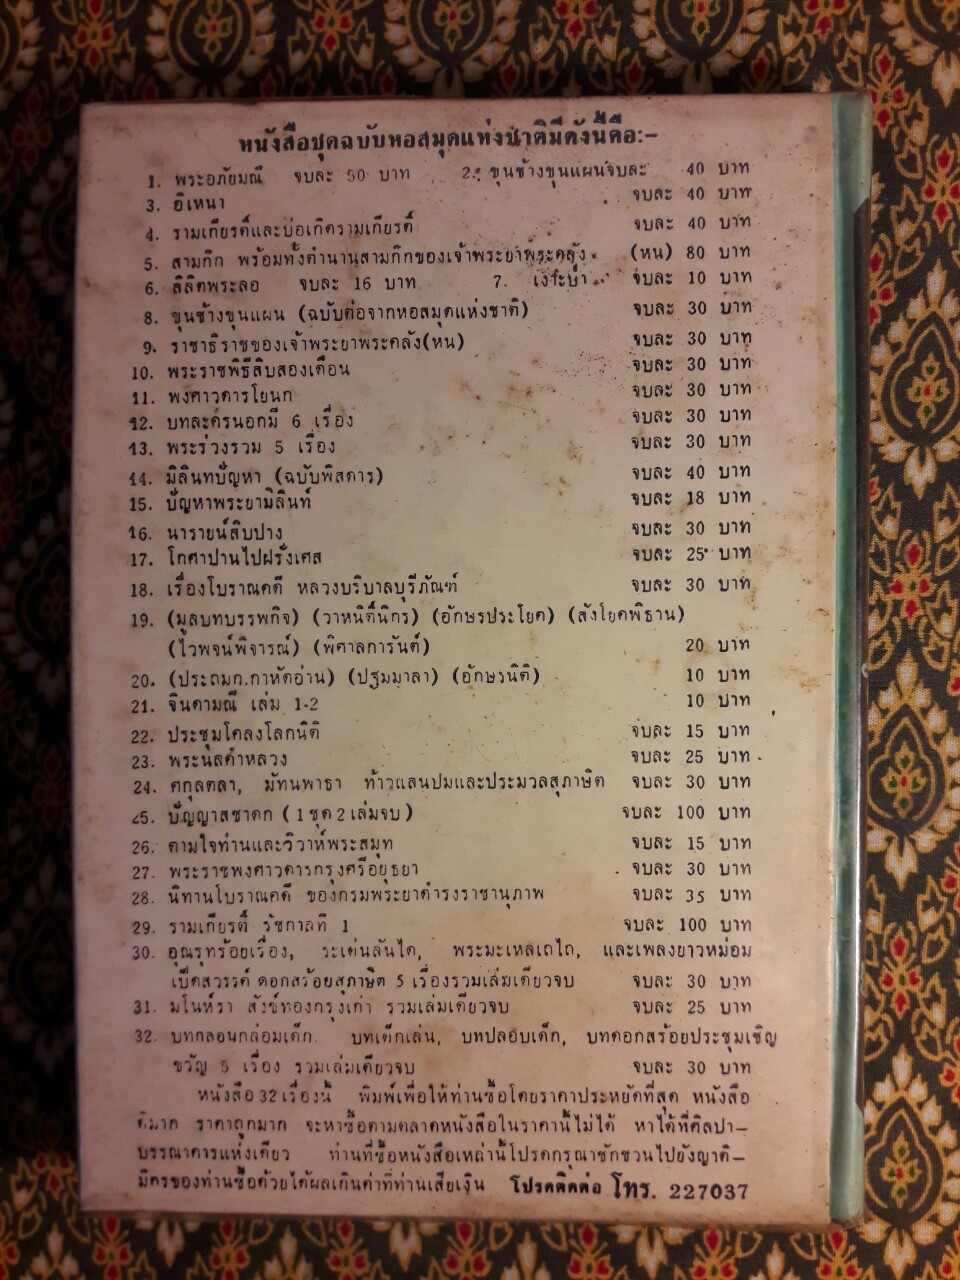 หนังสือชุดฉบับหอสมุดแห่งชาติมีดังนี้คือ:-
1. พระอภัยมณี จบละ 50 บาท 2. ขุนช้างขุนแผนจบละ 40 บาท
3. อิเหนา จบละ 40 บาท
4. รามเกียรติ์และบ่อเกิดรามเกียรติ์ จบละ 40 บาท
5. สามก๊ก พร้อมทั้งตำนานสามก๊กของเจ้าพระยาพระคลัง (หน) 80 บาท
6. ลิลิตพระลอ จบละ 16 บาท 7. เงาะป่า จบละ 10 บาท
8. ขุนช้างขุนแผน (ฉบับต่อจากหอสมุดแห่งชาติ) จบละ 30 บาท
9. ราชาธิราชของเจ้าพระยาพระคลัง(หน) จบละ 30 บาท
10. พระราชพิธีสิบสองเดือน จบละ 30 บาท
11. พงศาวดารโยนก จบละ 30 บาท
12. บทละครนอกมี 6 เรื่อง จบละ 30 บาท
13. พระร่วงรวม 5 เรื่อง จบละ 30 บาท
14. มิลินทปัญหา (ฉบับพิสดาร) จบละ 40 บาท
15. ปัญหาพระยามิลินท์ จบละ 18 บาท
16. นารายน์สิบปาง จบละ 30 บาท
17. โกศาปานไปฝรั่งเศส จบละ 25 บาท
18. เรื่องโบราณคดี หลวงบริบาลบุรีภัณฑ์ จบละ 30 บาท
19. (มูลบทบรรพกิจ) (วาหนิติ์นิกร) (อักษรประโยค) (สังโยคพิธาน)
(ไวพจน์พิจารณ์) (พิศาลการันต์) 20 บาท
20. (ประถมก.กาหัดอ่าน) (ปฐมมาลา) (อักษรนิติ) 10 บาท
21. จินดามณี เล่ม 1-2 10 บาท
22. ประชุมโคลงโลกนิติ จบละ 15 บาท
23. พระนลคำหลวง จบละ 25 บาท
24. ศกุลตลา, มัทนพาธา ท้าวแสนปมและประมวลสุภาษิต จบละ 30 บาท
25. ปัญญาสชาดก (1ชุด2เล่มจบ) จบละ 100 บาท
26. ตามใจท่านและวิวาห์พระสมุท จบละ 15 บาท
27. พระราชพงศาวดารกรุงศรีอยุธยา จบละ 30 บาท
28. นิทานโบราณคดี ของกรมพระยาดำรงราชานุภาพ จบละ 35 บาท
29. รามเกียรติ์ รัชกาลที่ 1 จบละ 100 บาท
30. อุณรุทร้อยเรื่อง, ระเด่นลันได, พระมะเหลเถไถ, และเพลงยาวหม่อม
เป็ดสวรรค์ ดอกสร้อยสุภาษิต 5 เรื่องรวมเล่มเดียวจบ จบละ 30 บาท
31. มโนห์รา สังข์ทองกรุงเก่า รวมเล่มเดียวจบ จบละ 25 บาท
32. บทกลอนกล่อมเด็ก. บทเด็กเล่น, บทปลอบเด็ก, บทดอกสร้อยประชุมเชิญ
ขวัญ 5 เรื่อง รวมเล่มเดียวจบ จบละ 30 บาท
หนังสือ32เรื่องนี้ พิมพ์เพื่อให้ท่านซื้อโดยราคาประหยัดที่สุด หนังสือ
ดีมาก ราคาถูกมาก จะหาซื้อตามตลาดหนังสือในราคานี้ไม่ได้ หาได้ที่ศิลปา-
บรรณาคารแห่งเดียว ท่านที่ซื้อหนังสือเหล่านี้โปรดกรุณาชักชวนไปยังญาติ-
มิตรของท่านซื้อด้วยได้ผลเกินค่าที่ท่านเสียเงิน โปรดติดต่อ โทร. 227037